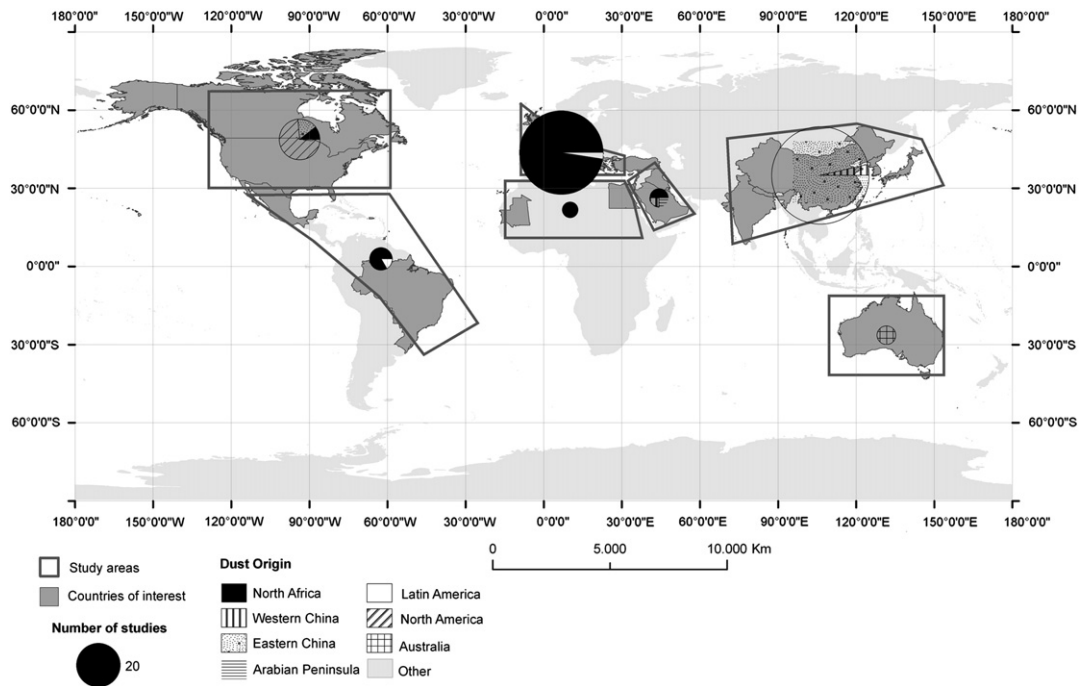 180°0'0" 150°0'0"W 120°0'0"W 90°0'0"W 60°0'0"W 30°0'0"W 0°0'0" 30°0'0"E 60°0'0"E 90°0'0"E 120°0'0"E 150°0'0"E 180°0'0"
60°0'0"N 60°0'0"N
30°0'0"N 30°0'0"N
0°0'0" 0°0'0"
30°0'0"S 30°0'0"S
60°0'0"S 60°0'0"S
180°0'0" 150°0'0"W 120°0'0"W 90°0'0"W 60°0'0"W 30°0'0"W 0°0'0" 30°0'0"E 60°0'0"E 90°0'0"E 120°0'0"E 150°0'0"E 180°0'0"
0 5.000 10.000 Km
Study areas
Countries of interest
Number of studies
20
Dust Origin
North Africa
Western China
Eastern China
Arabian Peninsula
Latin America
North America
Australia
Other